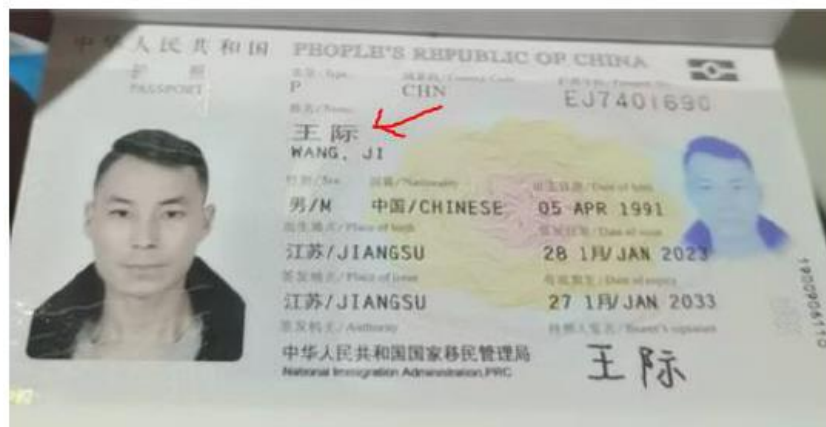 中华人民共和国 PEOPLE'S REPUBLIC OF CHINA
护 照
PASSPORT
P
CHN
EJ7401690
王际
WANG, JI
男/M
中国/CHINESE
05 APR 1991
江苏/JIANGSU
28 1月/JAN 2023
江苏/JIANGSU
27 1月/JAN 2033
中华人民共和国国家移民管理局
National Immigration Administration,PRC
王际